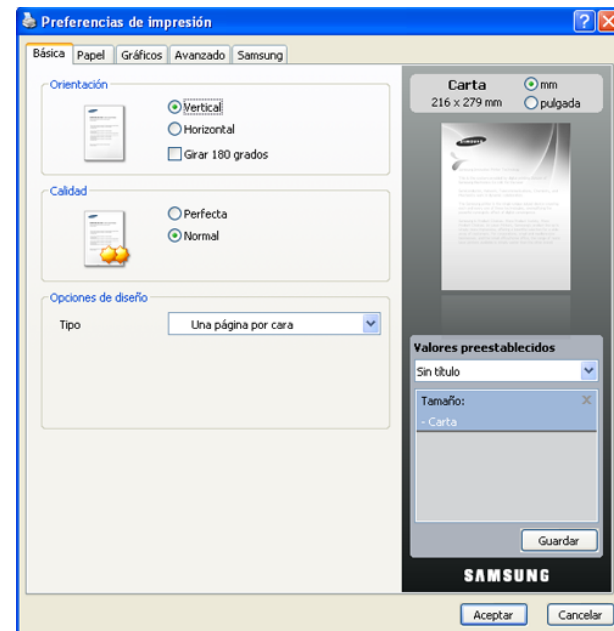 Preferencias de impresión
Básica Papel Gráficos Avanzado Samsung
Orientación
Vertical
Horizontal
Girar 180 grados
Calidad
Perfecta
Normal
Opciones de diseño
Tipo Una página por cara
Carta
216 x 279 mm
mm
pulgada
Valores preestablecidos
Sin título
Tamaño:
- Carta
Guardar
SAMSUNG
Aceptar Cancelar